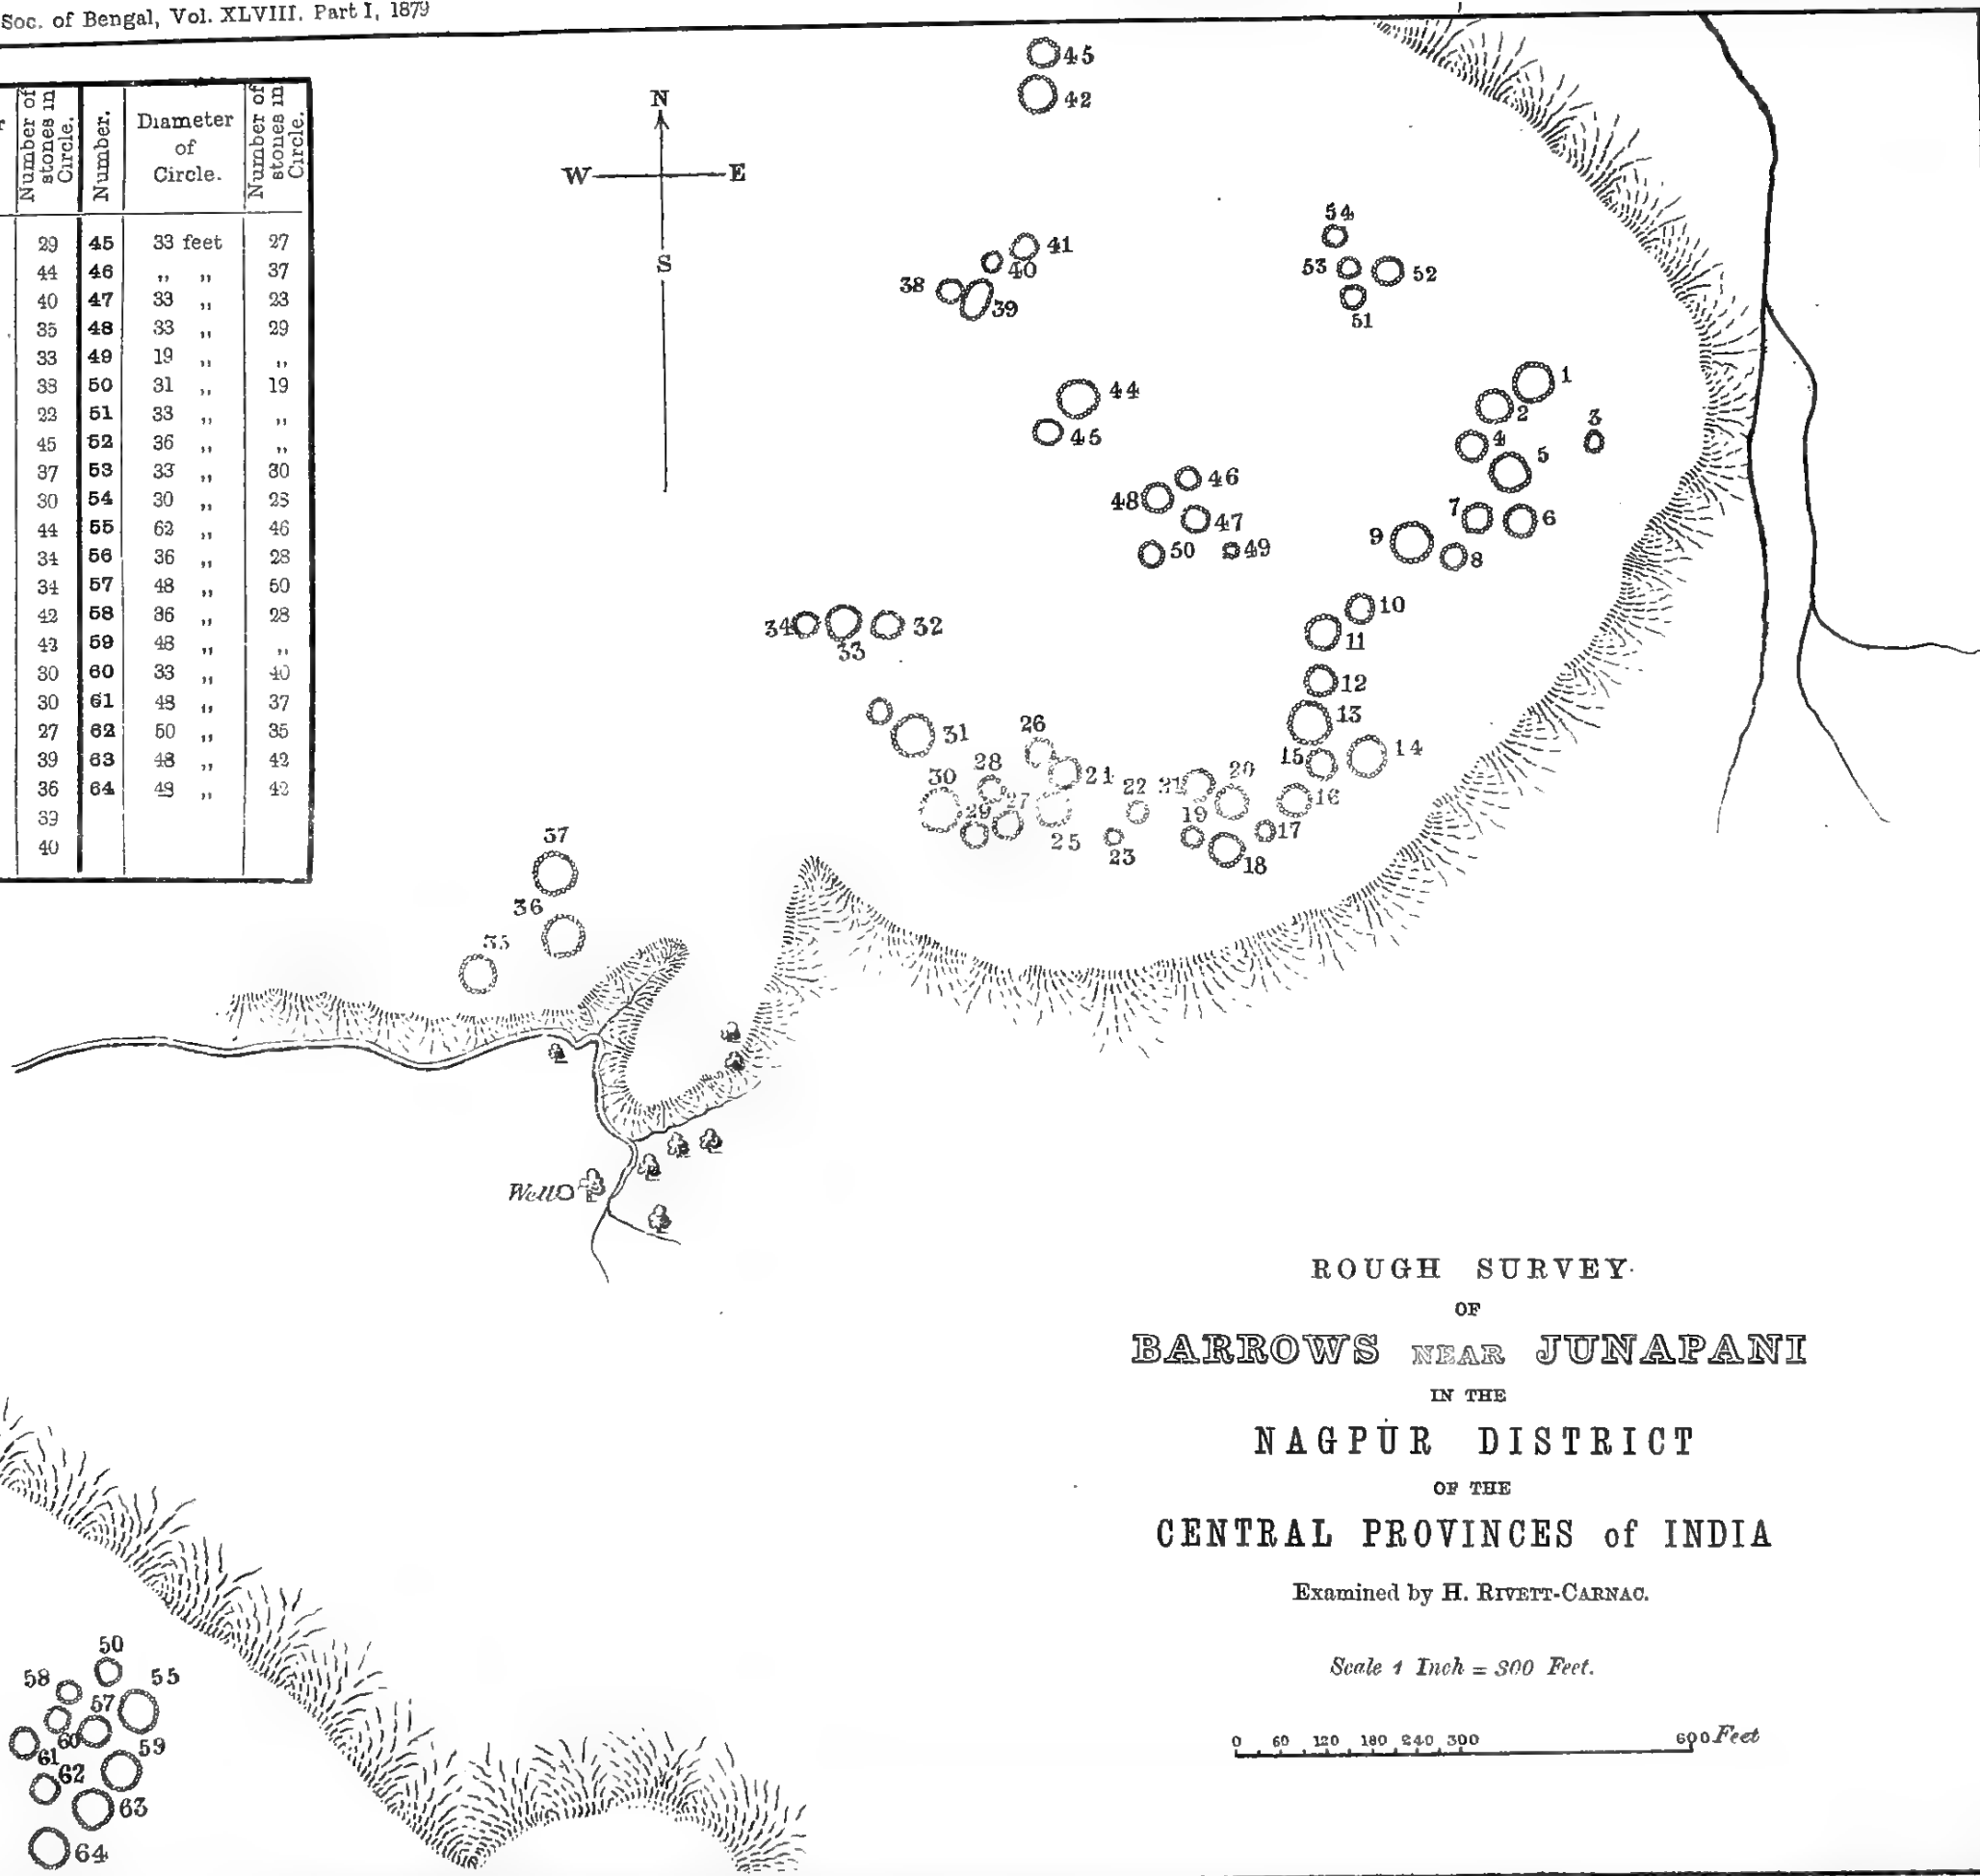 Soc. of Bengal, Vol. XLVIII. Part I, 1879
Number of stones in Circle. Number. Diameter of Circle. Number of stones in Circle.
29 45 33 feet 27
44 46 „ „ 37
40 47 33 „ 23
35 48 33 „ 29
33 49 19 „ „
38 50 31 „ 19
23 51 33 „ „
45 52 36 „ „
37 53 33 „ 30
30 54 30 „ 28
44 55 62 „ 46
34 56 36 „ 28
34 57 48 „ 50
42 58 36 „ 28
43 59 48 „ „
30 60 33 „ 40
30 61 48 „ 37
27 62 50 „ 35
39 63 48 „ 42
36 64 49 „ 42
39
40
N
W E
S
45
42
41
40
38
39
54
53 52
51
44
45
1
2
3
4
5
46
48
47
50 49
7
6
9
8
10
11
34 32
33
12
13
31
26
14
15
28
21
20
30
22 31
27
16
29
19
25
17
23
18
37
36
35
Well
ROUGH SURVEY
OF
BARROWS NEAR JUNAPANI
IN THE
NAGPUR DISTRICT
OF THE
CENTRAL PROVINCES of INDIA
Examined by H. RIVETT-CARNAC.
Scale 1 Inch = 300 Feet.
0 60 120 180 240 300 600 Feet
50
58 55
57
60
61 59
62
63
64